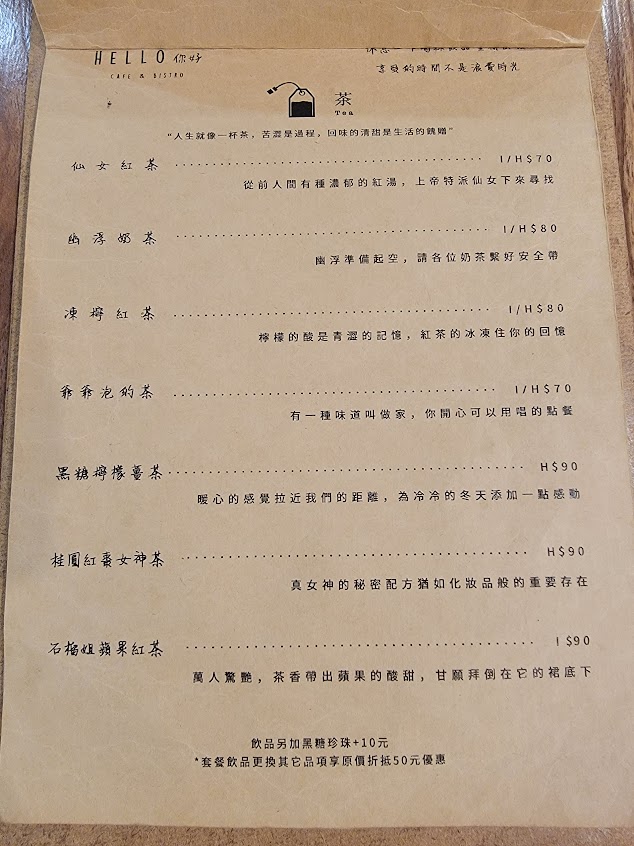 HELLO 你好
CAFE & BISTRO
享受的時間不是浪費時光
茶
Tea
“人生就像一杯茶，苦澀是過程，回味的清甜是生活的餽贈”
仙女紅茶 I/H$70
從前人間有種濃郁的紅湯，上帝特派仙女下來尋找
幽浮奶茶 I/H$80
幽浮準備起空，請各位奶茶繫好安全帶
凍檸紅茶 I/H$80
檸檬的酸是青澀的記憶，紅茶的冰凍住你的回憶
爺爺泡的茶 I/H$70
有一種味道叫做家，你開心可以用唱的點餐
黑糖檸檬薑茶 H$90
暖心的感覺拉近我們的距離，為冷冷的冬天添加一點感動
桂圓紅棗女神茶 H$90
真女神的秘密配方猶如化妝品般的重要存在
石榴姐蘋果紅茶 I $90
萬人驚艷，茶香帶出蘋果的酸甜，甘願拜倒在它的裙底下
飲品另加黑糖珍珠+10元
*套餐飲品更換其它品項享原價折抵50元優惠